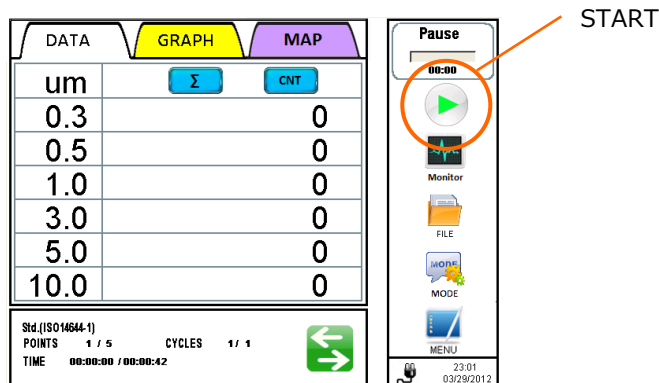 START
DATA GRAPH MAP
um Σ CNT
0.3 0
0.5 0
1.0 0
3.0 0
5.0 0
10.0 0
Std.(ISO14644-1)
POINTS 1 / 5 CYCLES 1/ 1
TIME 00:00:00 / 00:00:42
Pause
00:00
Monitor
FILE
MODE
MODE
MENU
23:01
03/29/2012